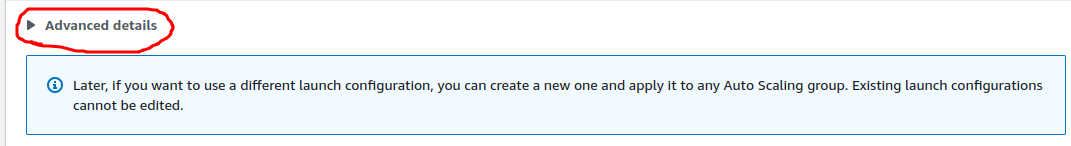 Advanced details
Later, if you want to use a different launch configuration, you can create a new one and apply it to any Auto Scaling group. Existing launch configurations
cannot be edited.